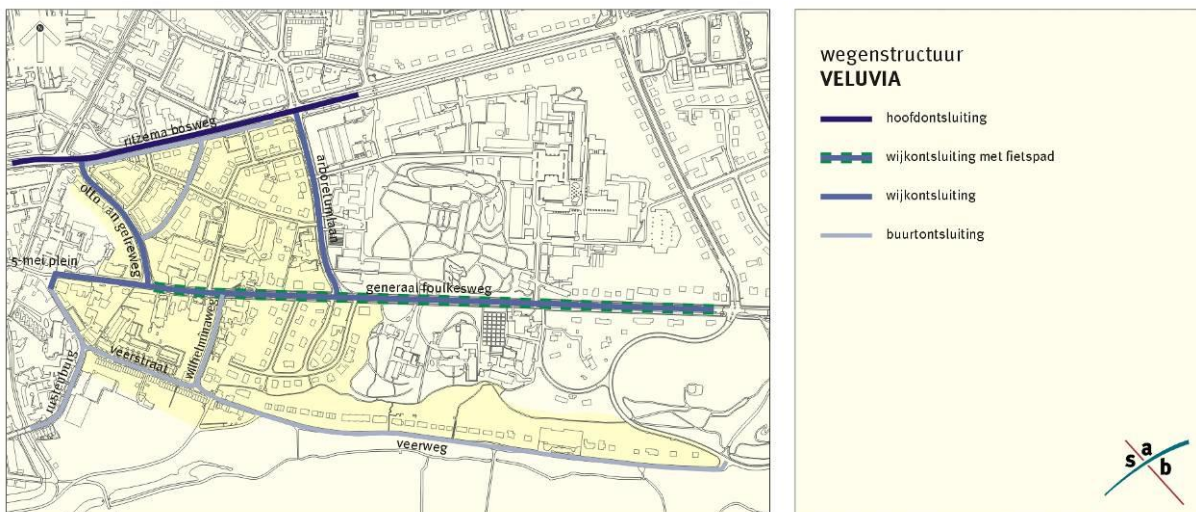 ritzema bosweg
otto van gelreweg
arboretumlaan
5-mei plein
generaal foulkesweg
wilhelminaweg
veerstraat
rustenburg
veerweg
wegenstructuur
VELUVIA
hoofdontsluiting
wijkontsluiting met fietspad
wijkontsluiting
buurtontsluiting
s a b